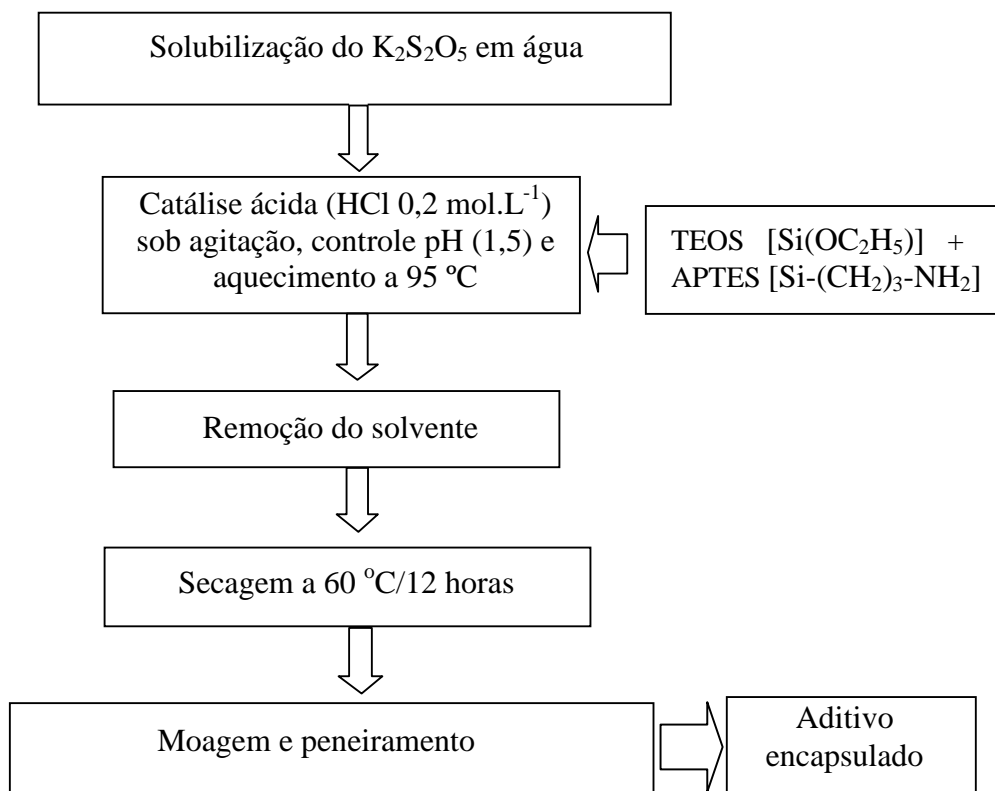 Solubilização do K₂S₂O₅ em água
Catálise ácida (HCl 0,2 mol.L⁻¹)
sob agitação, controle pH (1,5) e
aquecimento a 95 ºC
TEOS [Si(OC₂H₅)] +
APTES [Si-(CH₂)₃-NH₂]
Remoção do solvente
Secagem a 60 °C/12 horas
Moagem e peneiramento
Aditivo
encapsulado